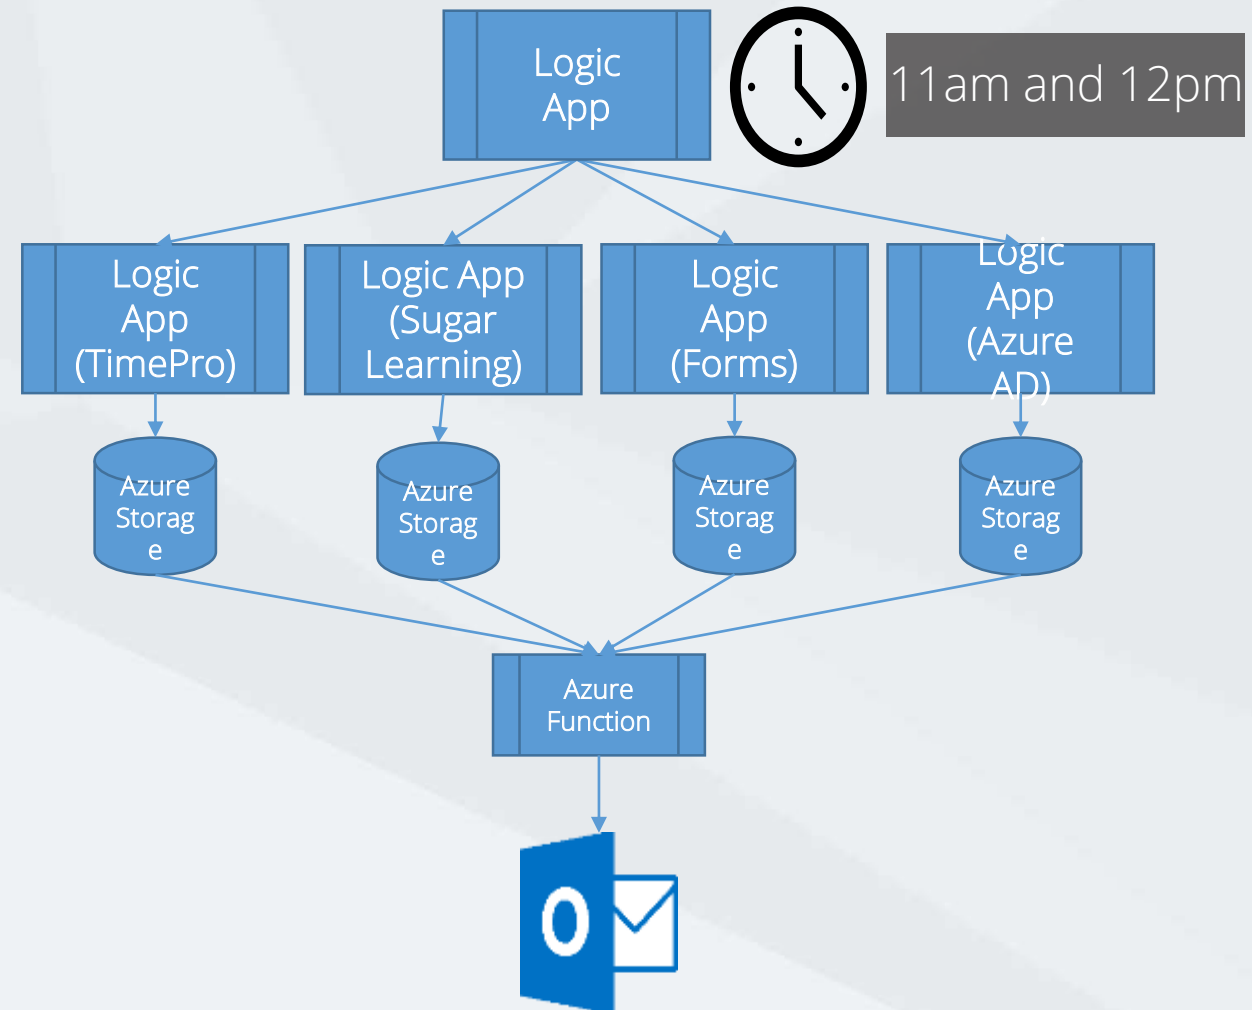 Logic
App
11am and 12pm
Logic
App
(TimePro)
Logic App
(Sugar
Learning)
Logic
App
(Forms)
Logic
App
(Azure
AD)
Azure
Storag
e
Azure
Storag
e
Azure
Storag
e
Azure
Storag
e
Azure
Function
O